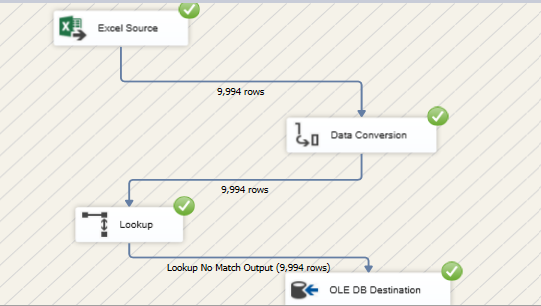 Excel Source
9,994 rows
Data Conversion
9,994 rows
Lookup
Lookup No Match Output (9,994 rows)
OLE DB Destination